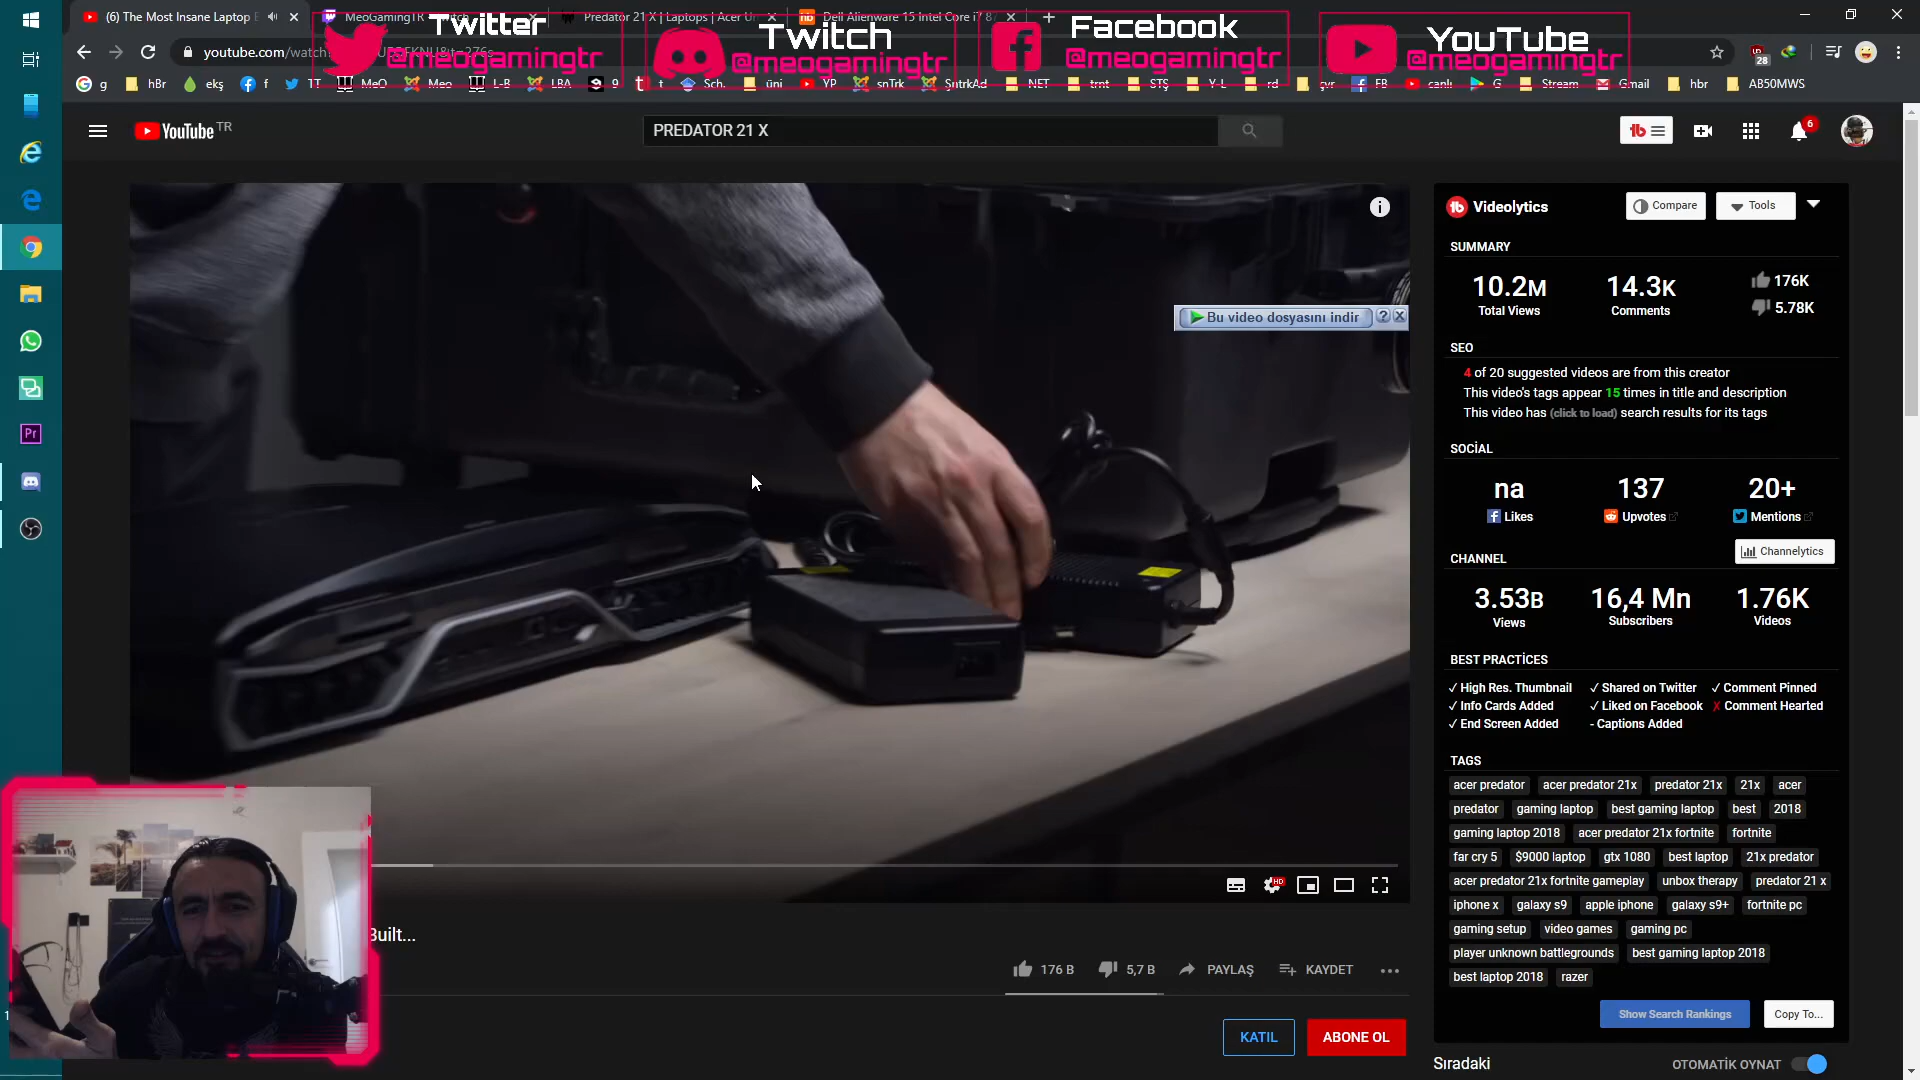 (6) The Most Insane Laptop E
MeoGamingTR - Twitch
Predator 21 X | Laptops | Acer Un
Dell Alienware 15 Intel Core i7 87
Twitter
@meogamingtr
Twitch
@meogamingtr
Facebook
@meogamingtr
YouTube
@meogamingtr
youtube.com/watch
28
g
hBr
ekş
f
TT
MeO
Meo
L-B
LBA
9
t
Sch.
üni
YP
snTrk
SntrkAd
NET
trnt
STŞ
Y-L
rd
çvr
FB
canlı
G
Stream
Gmail
hbr
AB50MWS
YouTube TR
PREDATOR 21 X
6
Bu video dosyasını indir
Videolytics
Compare
Tools
SUMMARY
10.2M
Total Views
14.3K
Comments
176K
5.78K
SEO
4 of 20 suggested videos are from this creator
This video's tags appear 15 times in title and description
This video has (click to load) search results for its tags
SOCİAL
na
Likes
137
Upvotes
20+
Mentions
CHANNEL
Channelytics
3.53B
Views
16,4 Mn
Subscribers
1.76K
Videos
BEST PRACTİCES
✓ High Res. Thumbnail ✓ Shared on Twitter ✓ Comment Pinned
✓ Info Cards Added ✓ Liked on Facebook ✗ Comment Hearted
✓ End Screen Added - Captions Added
TAGS
acer predator acer predator 21x predator 21x 21x acer
predator gaming laptop best gaming laptop best 2018
gaming laptop 2018 acer predator 21x fortnite fortnite
far cry 5 $9000 laptop gtx 1080 best laptop 21x predator
acer predator 21x fortnite gameplay unbox therapy predator 21 x
iphone x galaxy s9 apple iphone galaxy s9+ fortnite pc
gaming setup video games gaming pc
player unknown battlegrounds best gaming laptop 2018
best laptop 2018 razer
Show Search Rankings
Copy To...
Pr
HD
Built...
176 B
5,7 B
PAYLAŞ
KAYDET
KATIL
ABONE OL
Sıradaki
OTOMATİK OYNAT